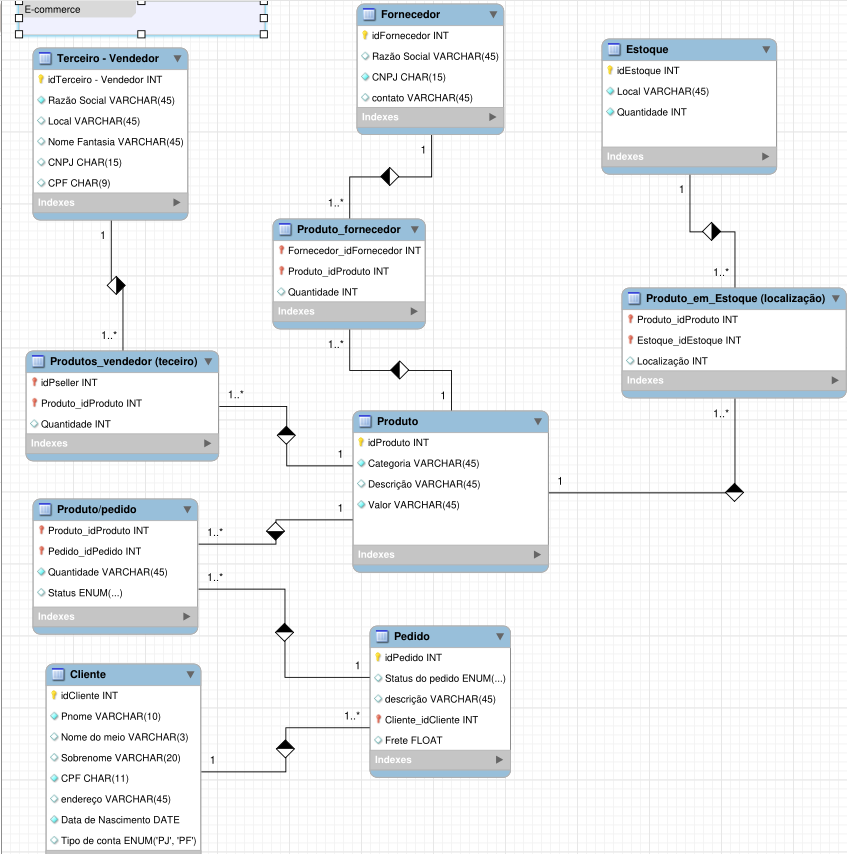 E-commerce
Terceiro - Vendedor
idTerceiro - Vendedor INT
Razão Social VARCHAR(45)
Local VARCHAR(45)
Nome Fantasia VARCHAR(45)
CNPJ CHAR(15)
CPF CHAR(9)
Indexes
Fornecedor
idFornecedor INT
Razão Social VARCHAR(45)
CNPJ CHAR(15)
contato VARCHAR(45)
Indexes
Estoque
idEstoque INT
Local VARCHAR(45)
Quantidade INT
Indexes
1
1..*
1
1..*
1
1..*
Produto_fornecedor
Fornecedor_idFornecedor INT
Produto_idProduto INT
Quantidade INT
Indexes
1..*
1
Produto_em_Estoque (localização)
Produto_idProduto INT
Estoque_idEstoque INT
Localização INT
Indexes
1..*
1
Produtos_vendedor (teceiro)
idPseller INT
Produto_idProduto INT
Quantidade INT
Indexes
1..*
1
Produto
idProduto INT
Categoria VARCHAR(45)
Descrição VARCHAR(45)
Valor VARCHAR(45)
Indexes
Produto/pedido
Produto_idProduto INT
Pedido_idPedido INT
Quantidade VARCHAR(45)
Status ENUM(...)
Indexes
1..*
1
1..*
1
Pedido
idPedido INT
Status do pedido ENUM(...)
descrição VARCHAR(45)
Cliente_idCliente INT
Frete FLOAT
Indexes
Cliente
idCliente INT
Pnome VARCHAR(10)
Nome do meio VARCHAR(3)
Sobrenome VARCHAR(20)
CPF CHAR(11)
endereço VARCHAR(45)
Data de Nascimento DATE
Tipo de conta ENUM('PJ', 'PF')
1
1..*